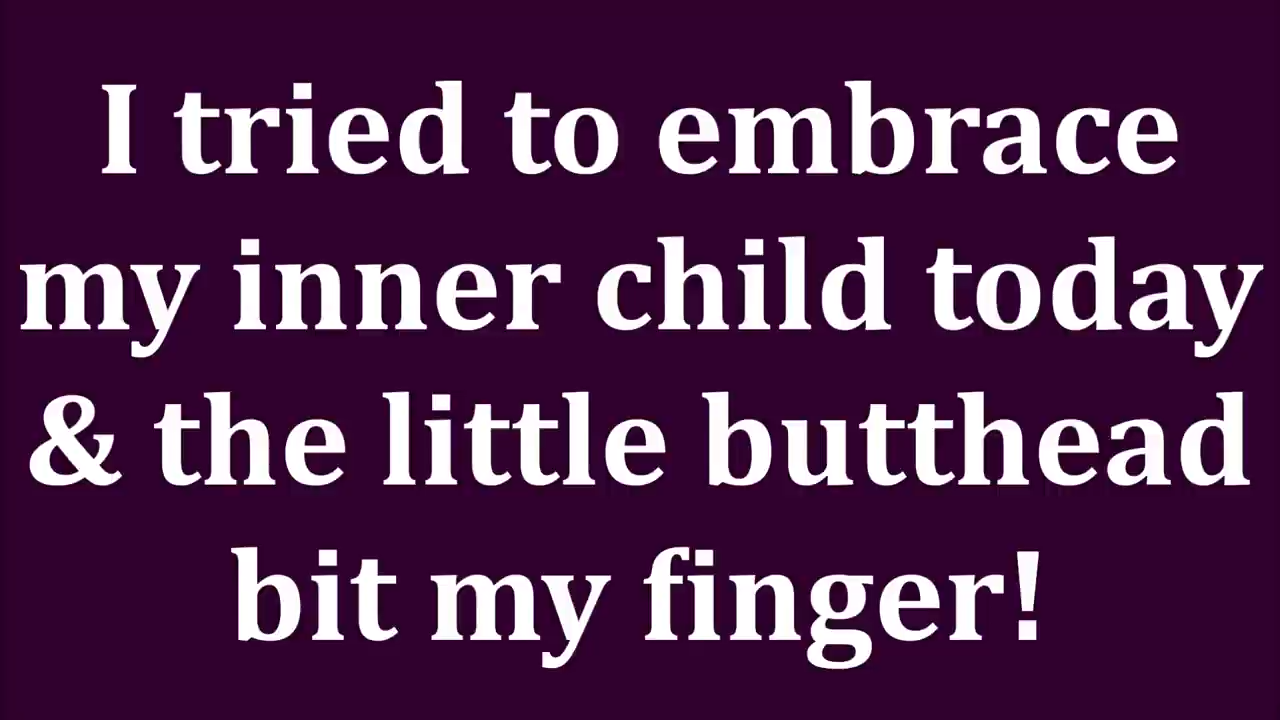 I tried to embrace
my inner child today
& the little butthead
bit my finger!